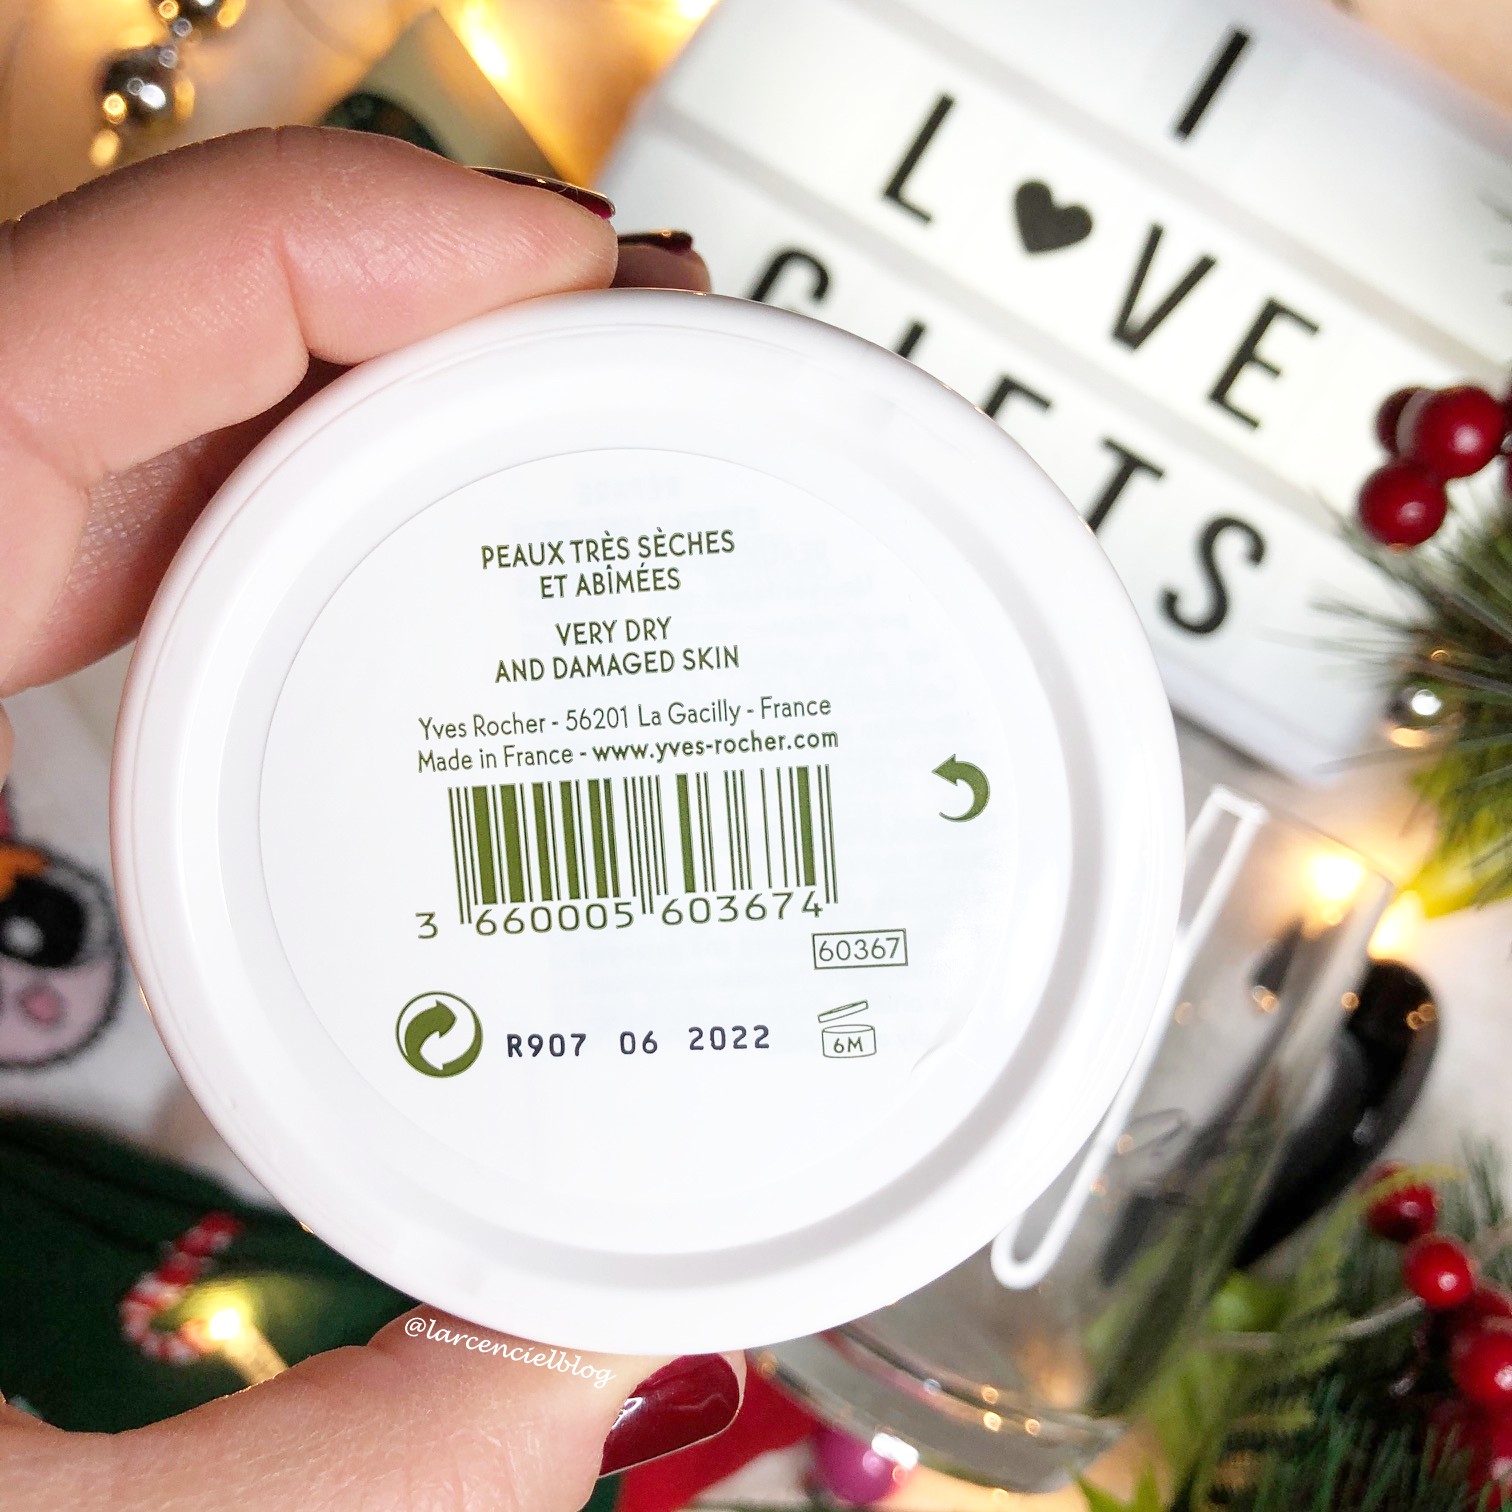 I
L♥VE
PEAUX TRÈS SÈCHES
ET ABÎMÉES
VERY DRY
AND DAMAGED SKIN
Yves Rocher - 56201 La Gacilly - France
Made in France - www.yves-rocher.com
3 660005 603674
60367
R907 06 2022
6M
@larcencielblog